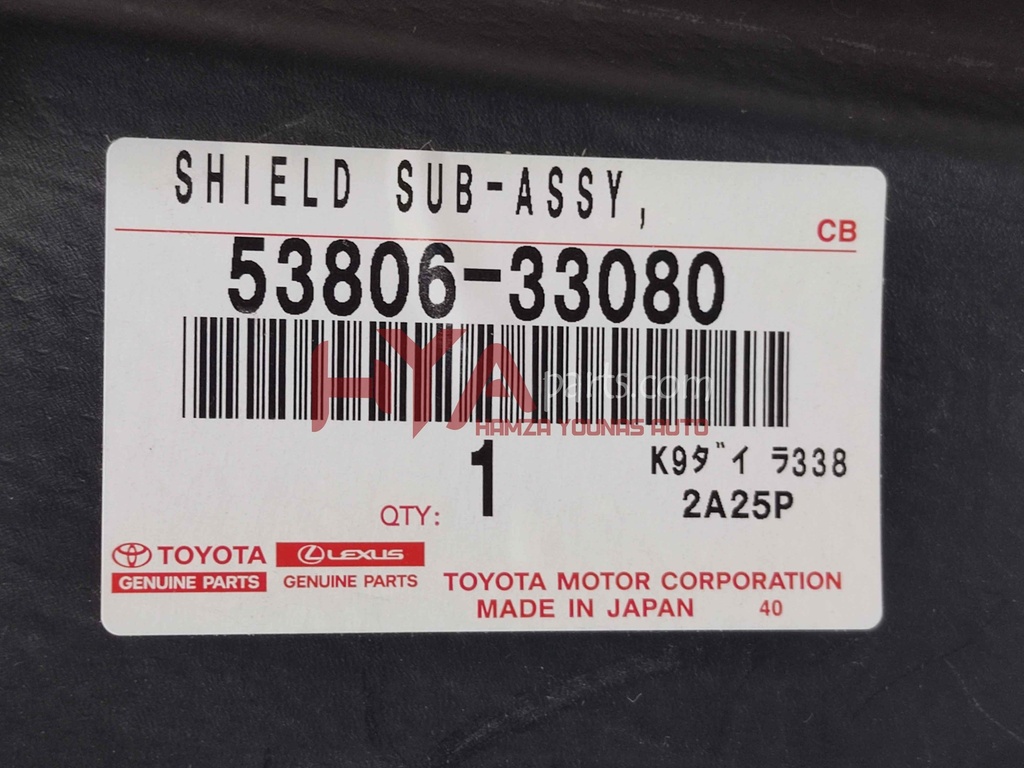 SHIELD SUB-ASSY,
CB
53806-33080
HYA parts.com
HAMZA YOUNAS AUTO
QTY: 1
K9ダイ ラ338
2A25P
TOYOTA LEXUS
GENUINE PARTS GENUINE PARTS
TOYOTA MOTOR CORPORATION
MADE IN JAPAN 40